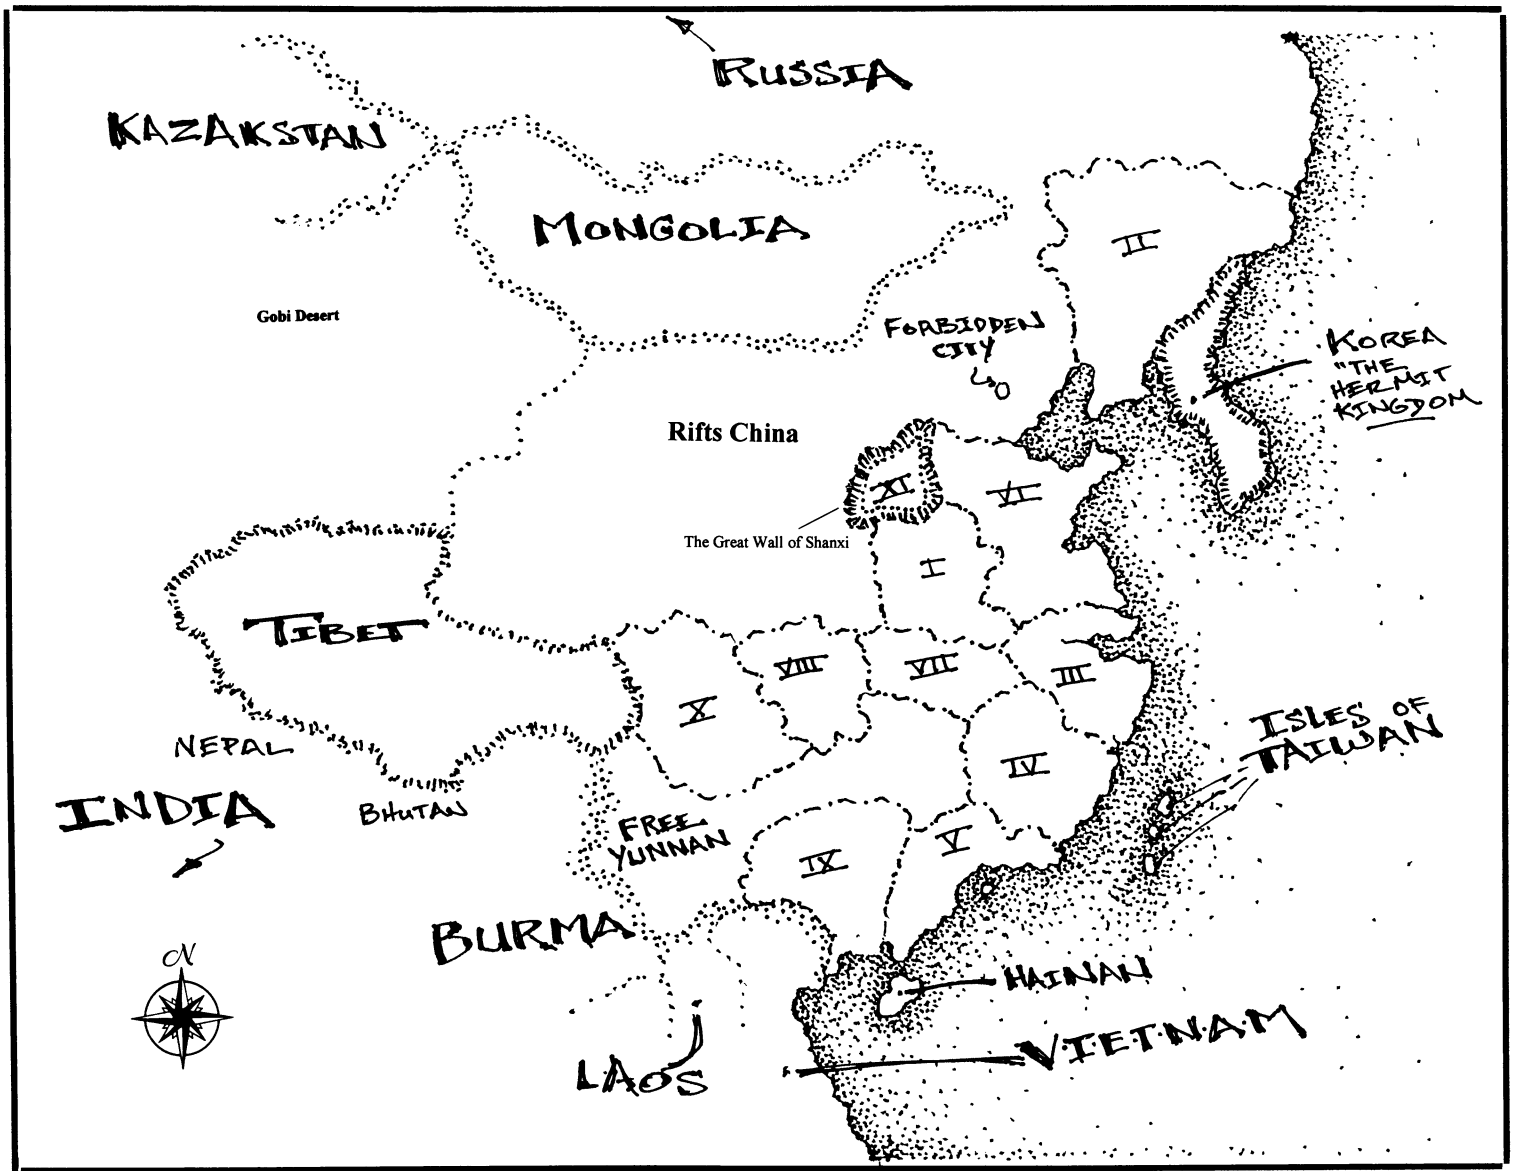 RUSSIA
KAZAKSTAN
MONGOLIA
II
Gobi Desert
FORBIDDEN
CITY
KOREA
"THE
HERMIT
KINGDOM
Rifts China
XI
VI
The Great Wall of Shanxi
I
TIBET
VIII
VII
III
X
ISLES OF
TAIWAN
NEPAL
IV
INDIA
BHUTAN
FREE
YUNNAN
V
IX
BURMA
N
HAINAN
V.I.E.T.N.A.M
LAOS